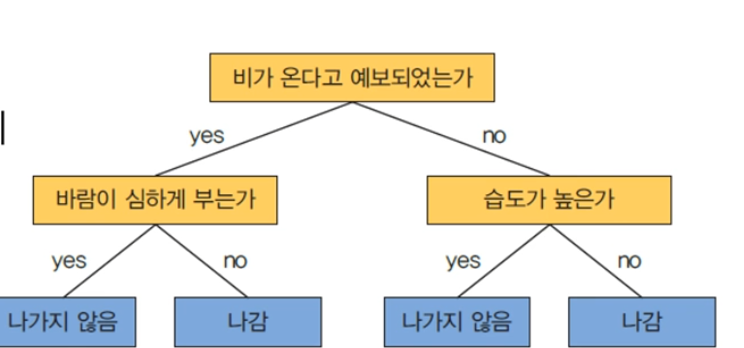 비가 온다고 예보되었는가
yes
no
바람이 심하게 부는가
습도가 높은가
yes
no
yes
no
나가지 않음
나감
나가지 않음
나감